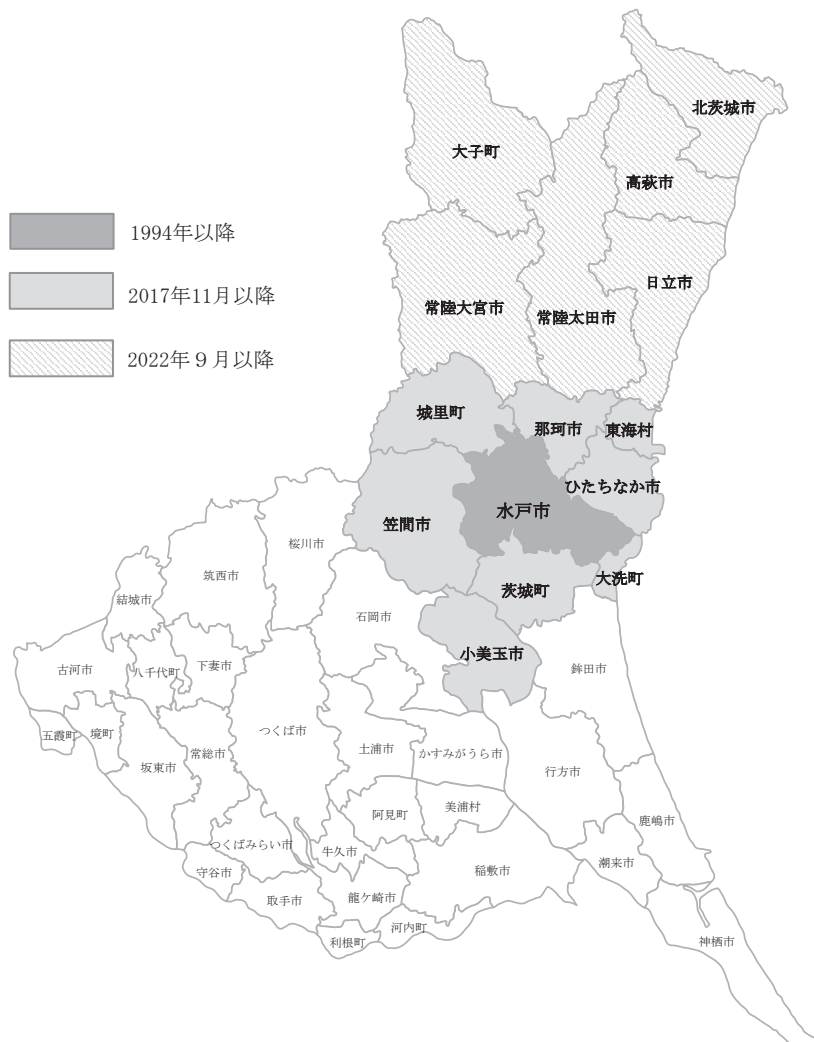 北茨城市
大子町
高萩市
1994年以降
日立市
2017年11月以降
常陸大宮市
常陸太田市
2022年９月以降
城里町
那珂市
東海村
ひたちなか市
水戸市
笠間市
桜川市
筑西市
大洗町
茨城町
結城市
石岡市
小美玉市
鉾田市
古河市
八千代町
下妻市
つくば市
五霞町
境町
常総市
土浦市
かすみがうら市
坂東市
行方市
阿見町
美浦村
鹿嶋市
つくばみらい市
牛久市
潮来市
守谷市
稲敷市
取手市
龍ケ崎市
河内町
利根町
神栖市